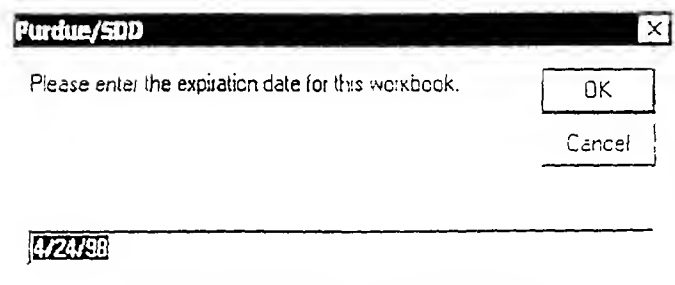 Purdue/SDD
Please enter the expiration date for this workbook.
OK
Cancel
4/24/98